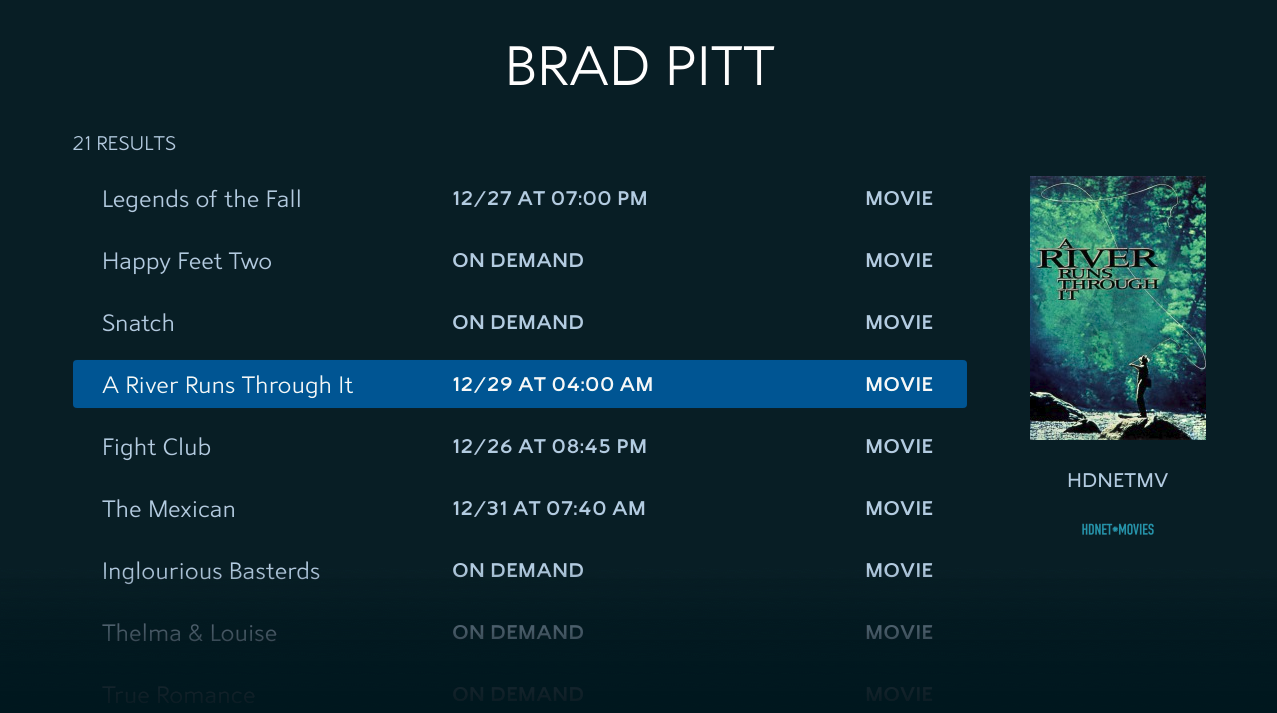 BRAD PITT
21 RESULTS
Legends of the Fall 12/27 AT 07:00 PM MOVIE
Happy Feet Two ON DEMAND MOVIE
Snatch ON DEMAND MOVIE
A River Runs Through It 12/29 AT 04:00 AM MOVIE
Fight Club 12/26 AT 08:45 PM MOVIE
The Mexican 12/31 AT 07:40 AM MOVIE
Inglourious Basterds ON DEMAND MOVIE
Thelma & Louise ON DEMAND MOVIE
True Romance ON DEMAND MOVIE
A
RIVER
RUNS
THROUGH
IT
HDNETMV
HDNET•MOVIES